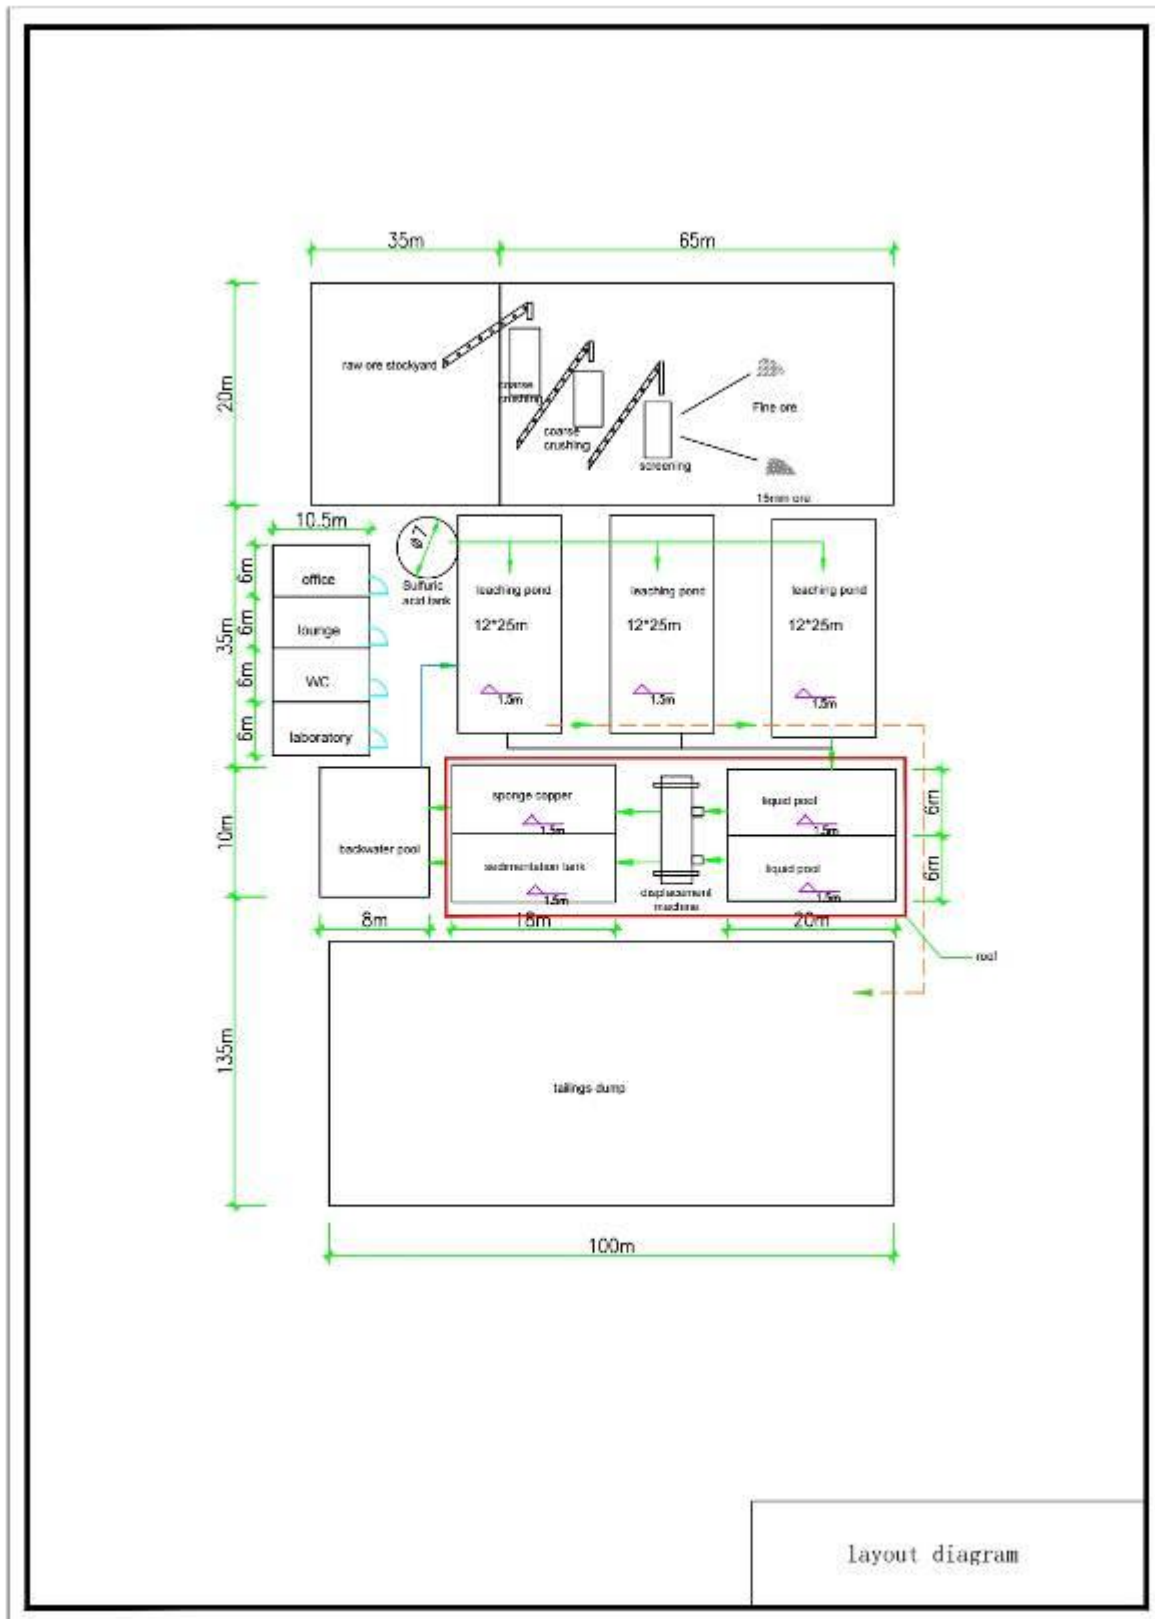 35m
65m
20m
raw ore stockyard
coarse
crushing
coarse
crushing
screening
Fine ore
15mm ore
10.5m
ø7
Sulfuric
acid tank
35m
6m
office
6m
lounge
6m
WC
6m
laboratory
leaching pond
12*25m
1.5m
leaching pond
12*25m
1.5m
leaching pond
12*25m
1.5m
10m
backwater pool
sponge copper
1.5m
sedimentation tank
1.5m
displacement
machine
liquid pool
1.5m
liquid pool
1.5m
6m
6m
8m
18m
20m
roof
135m
tailings dump
100m
layout diagram